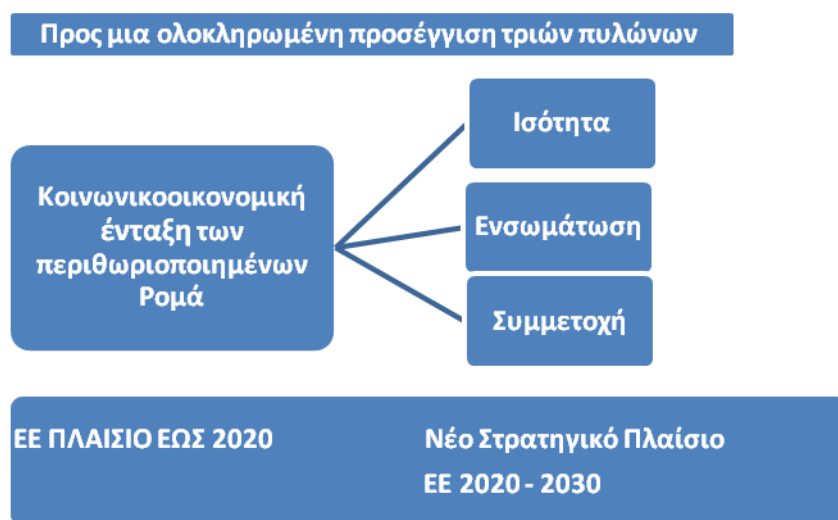 Προς μια ολοκληρωμένη προσέγγιση τριών πυλώνων
Κοινωνικοοικονομική
ένταξη των
περιθωριοποιημένων
Ρομά
Ισότητα
Ενσωμάτωση
Συμμετοχή
ΕΕ ΠΛΑΙΣΙΟ ΕΩΣ 2020
Νέο Στρατηγικό Πλαίσιο
ΕΕ 2020 - 2030